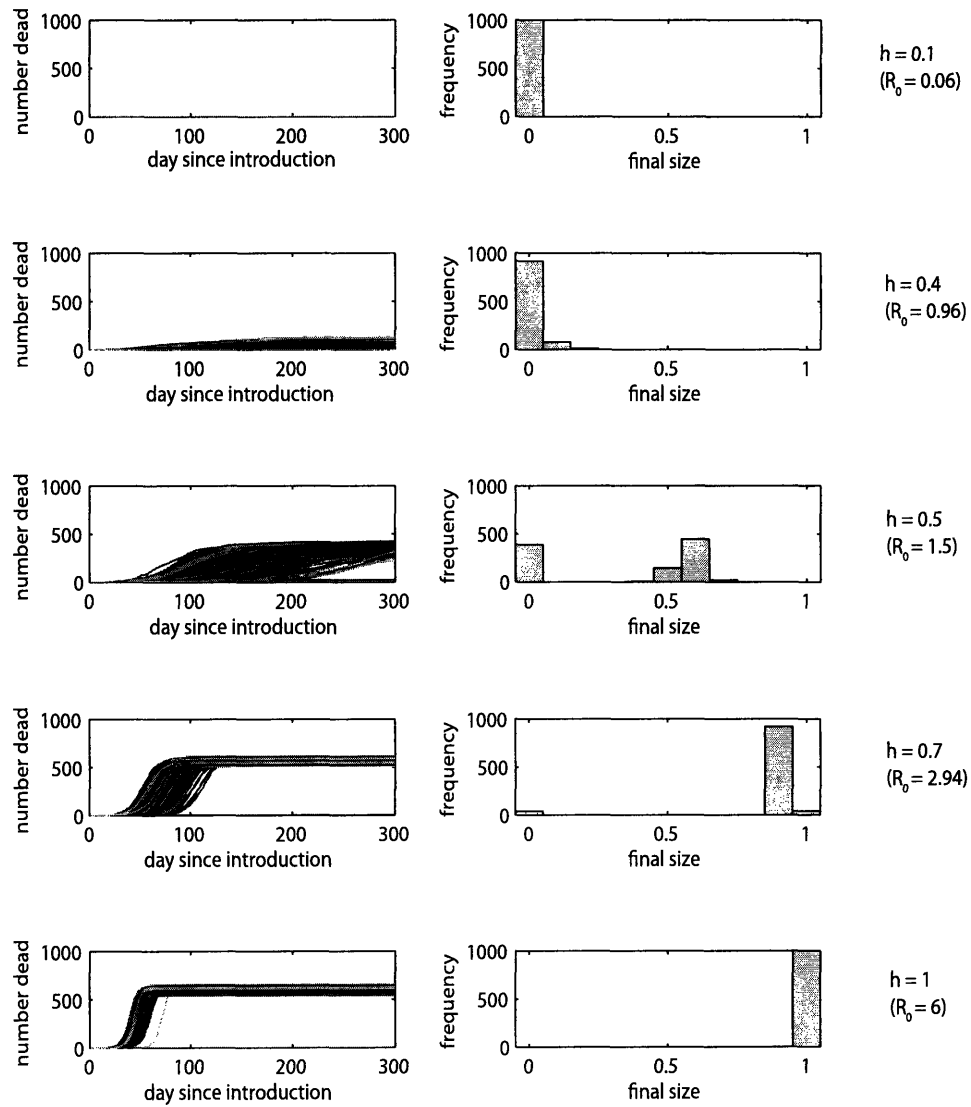 number dead
1000
500
0
0 100 200 300
day since introduction
frequency
1000
500
0
0 0.5 1
final size
h = 0.1
(R0 = 0.06)
number dead
1000
500
0
0 100 200 300
day since introduction
frequency
1000
500
0
0 0.5 1
final size
h = 0.4
(R0 = 0.96)
number dead
1000
500
0
0 100 200 300
day since introduction
frequency
1000
500
0
0 0.5 1
final size
h = 0.5
(R0 = 1.5)
number dead
1000
500
0
0 100 200 300
day since introduction
frequency
1000
500
0
0 0.5 1
final size
h = 0.7
(R0 = 2.94)
number dead
1000
500
0
0 100 200 300
day since introduction
frequency
1000
500
0
0 0.5 1
final size
h = 1
(R0 = 6)